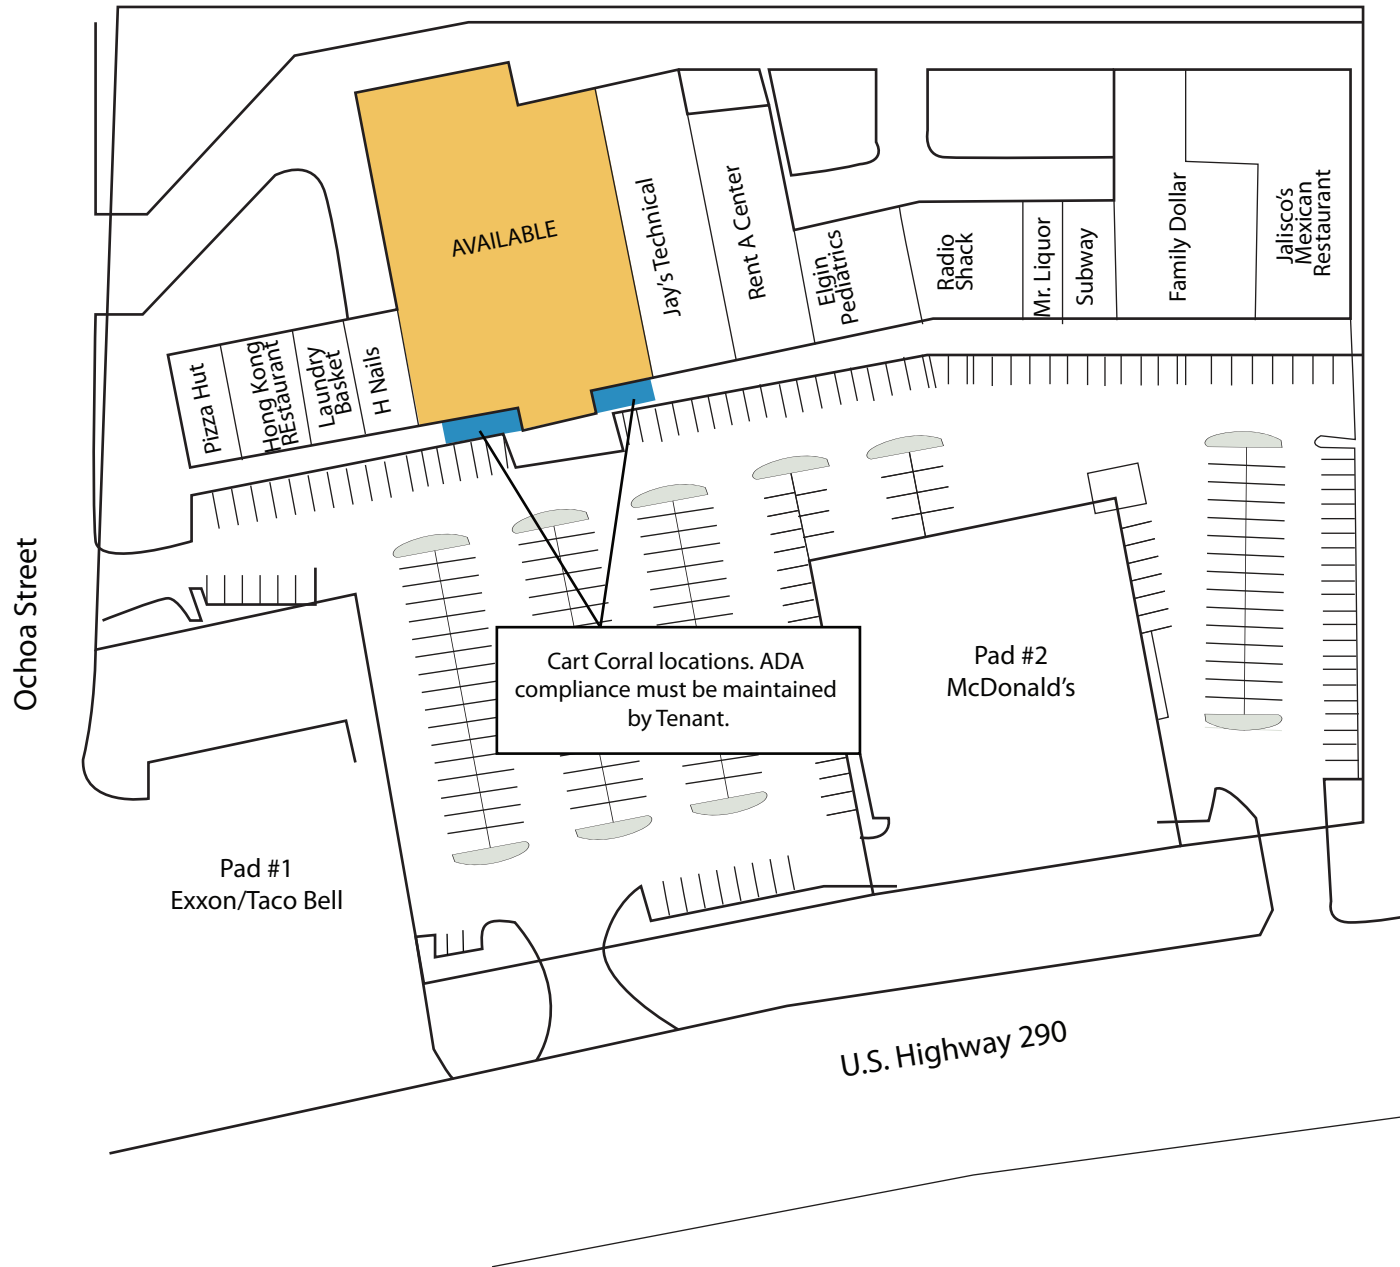 AVAILABLE
Pizza Hut
Hong Kong
REstaurant
Laundry
Basket
H Nails
Jay's Technical
Rent A Center
Elgin
Pediatrics
Radio
Shack
Mr. Liquor
Subway
Family Dollar
Jalisco's
Mexican
Restaurant
Ochoa Street
Cart Corral locations. ADA
compliance must be maintained
by Tenant.
Pad #2
McDonald's
Pad #1
Exxon/Taco Bell
U.S. Highway 290